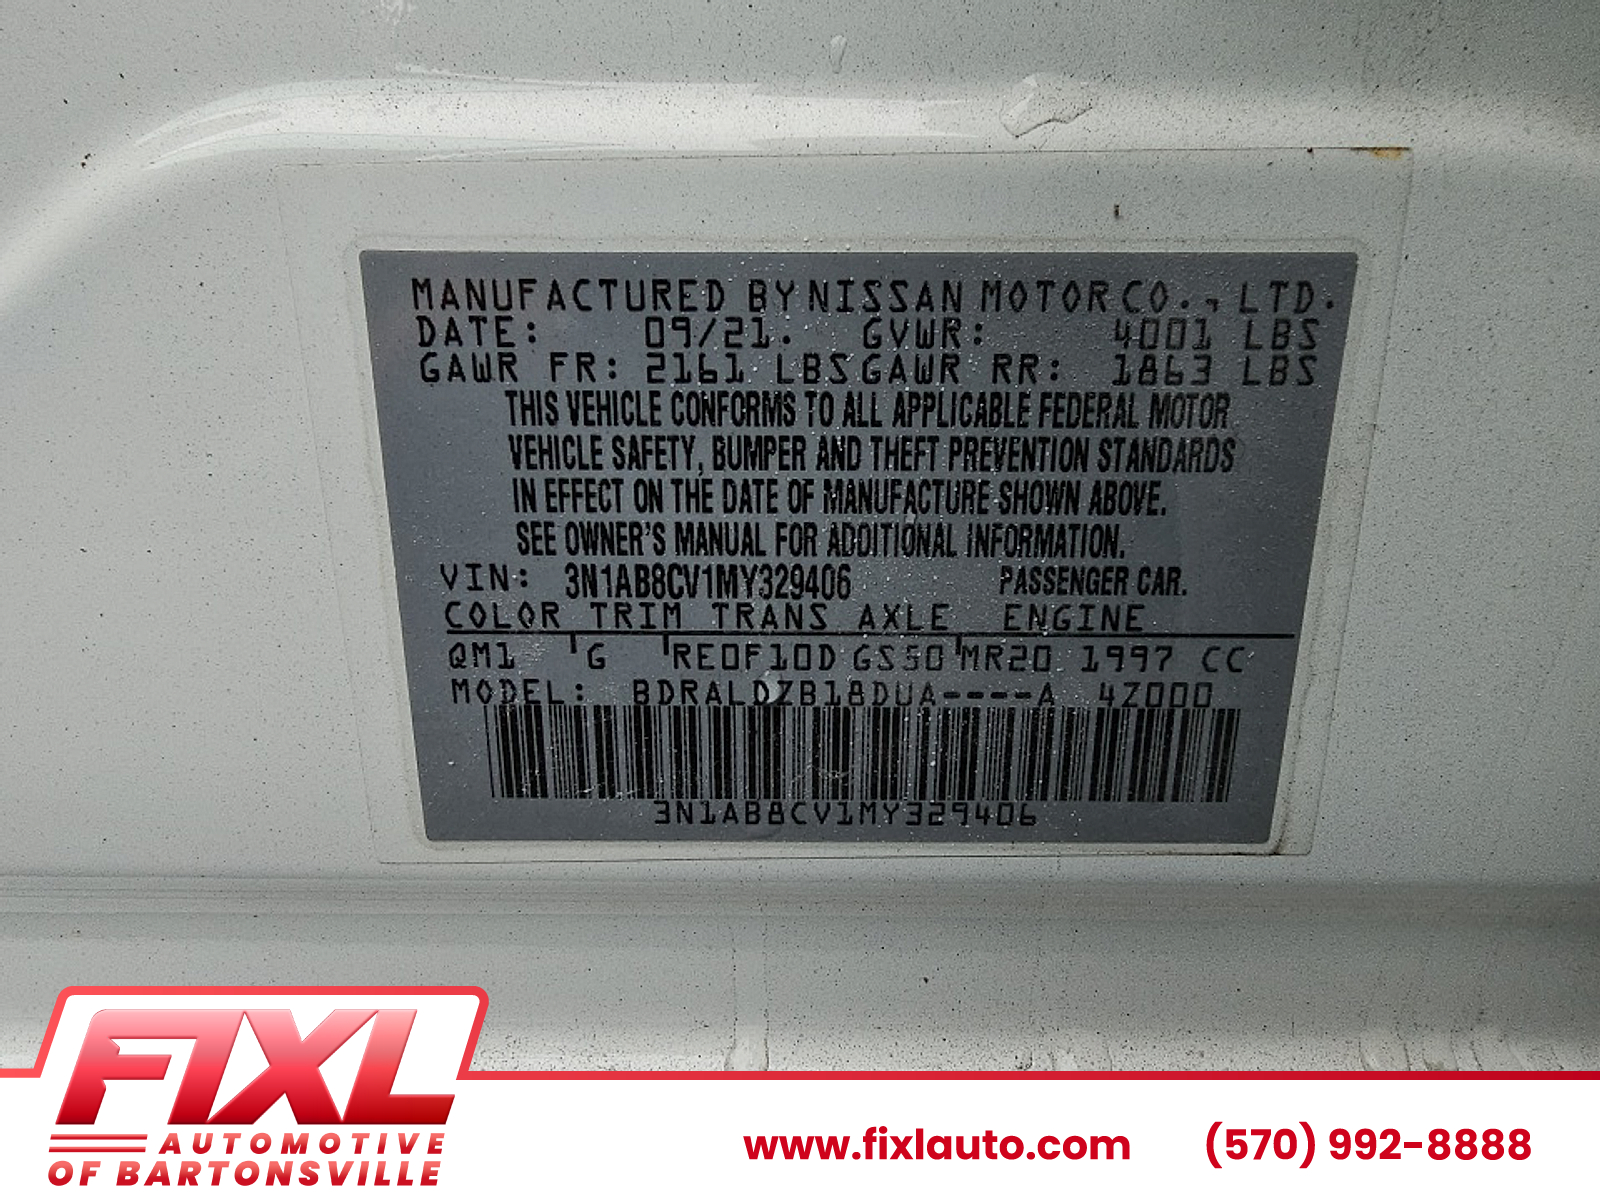 MANUFACTURED BY NISSAN MOTOR CO., LTD.
DATE: 09/21. GVWR: 4001 LBS
GAWR FR: 2161 LBS GAWR RR: 1863 LBS
THIS VEHICLE CONFORMS TO ALL APPLICABLE FEDERAL MOTOR
VEHICLE SAFETY, BUMPER AND THEFT PREVENTION STANDARDS
IN EFFECT ON THE DATE OF MANUFACTURE SHOWN ABOVE.
SEE OWNER'S MANUAL FOR ADDITIONAL INFORMATION.
VIN: 3N1AB8CV1MY329406 PASSENGER CAR.
COLOR TRIM TRANS AXLE ENGINE
QM1 G RE0F10D GS50 MR20 1997 CC
MODEL: BDRALDZB18DUA----A 4Z000
3N1AB8CV1MY329406
FIXL
AUTOMOTIVE
OF BARTONSVILLE
www.fixlauto.com (570) 992-8888